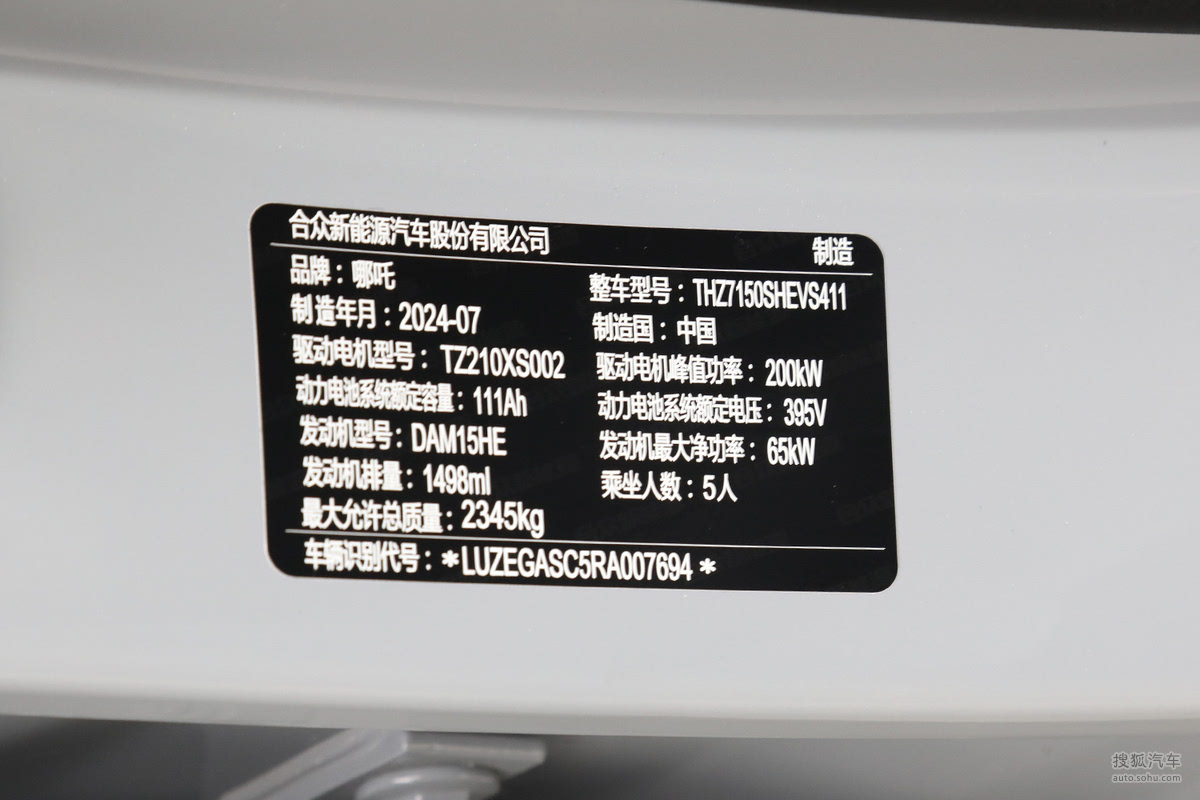 合众新能源汽车股份有限公司 制造
品牌：哪吒 整车型号：THZ7150SHEVS411
制造年月：2024-07 制造国：中国
驱动电机型号：TZ210XS002 驱动电机峰值功率：200kW
动力电池系统额定容量：111Ah 动力电池系统额定电压：395V
发动机型号：DAM15HE 发动机最大净功率：65kW
发动机排量：1498ml 乘坐人数：5人
最大允许总质量：2345kg
车辆识别代号：*LUZEGASC5RA007694*
搜狐汽车
auto.sohu.com